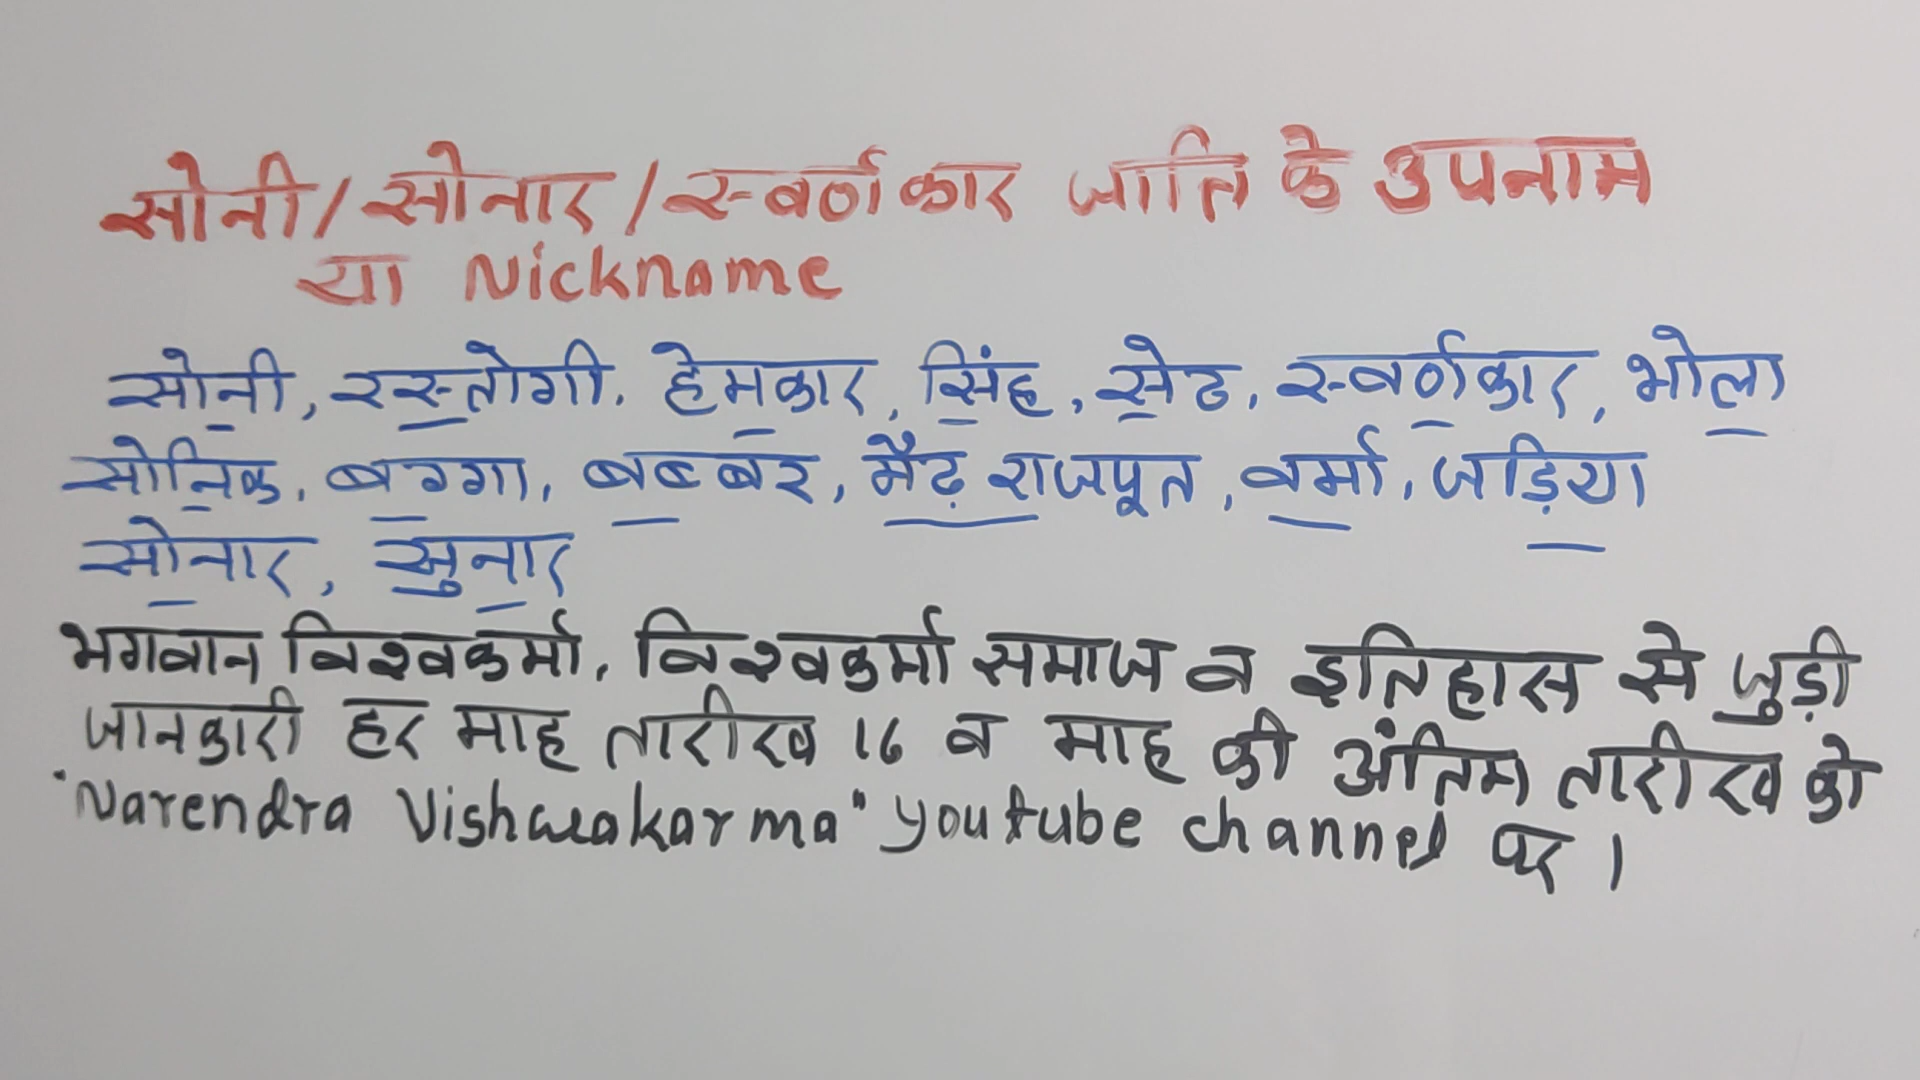 सोनी/सोनार/स्वर्णकार जाति के उपनाम
या Nickname
सोनी, रस्तोगी, हेमकार, सिंह, सेठ, स्वर्णकार, भोला
सोनिक, बग्गा, बब्बर, मैढ़ राजपूत, वर्मा, जड़िया
सोनार, सुनार
भगवान विश्वकर्मा, विश्वकर्मा समाज व इतिहास से जुड़ी
जानकारी हर माह तारीख 16 व माह की अंतिम तारीख को
"Narendra Vishwakarma" youtube channel पर ।